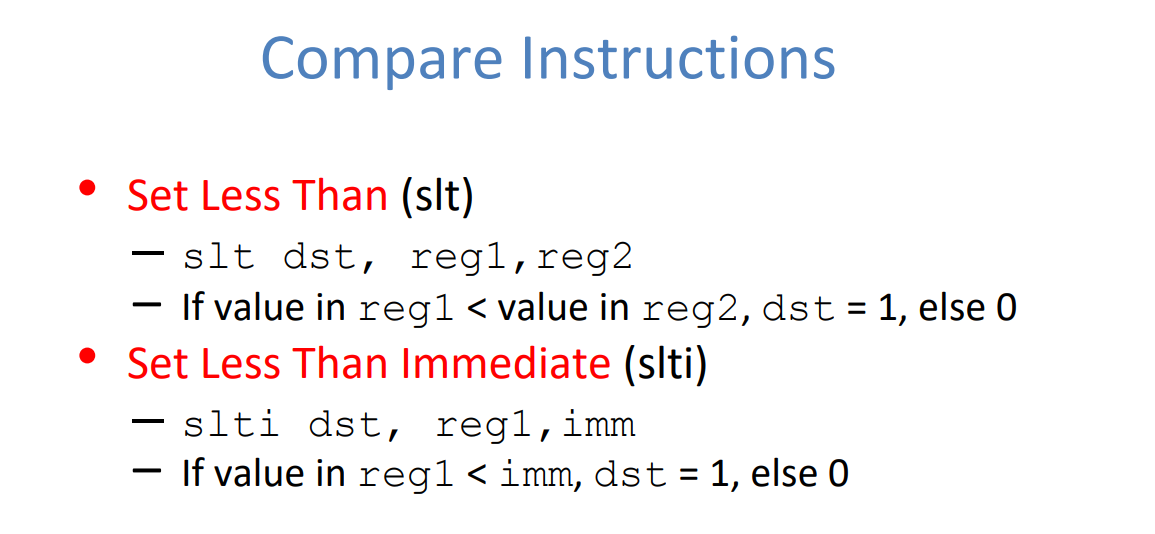 Compare Instructions
• Set Less Than (slt)
– slt dst, reg1,reg2
– If value in reg1 < value in reg2, dst = 1, else 0
• Set Less Than Immediate (slti)
– slti dst, reg1,imm
– If value in reg1 < imm, dst = 1, else 0